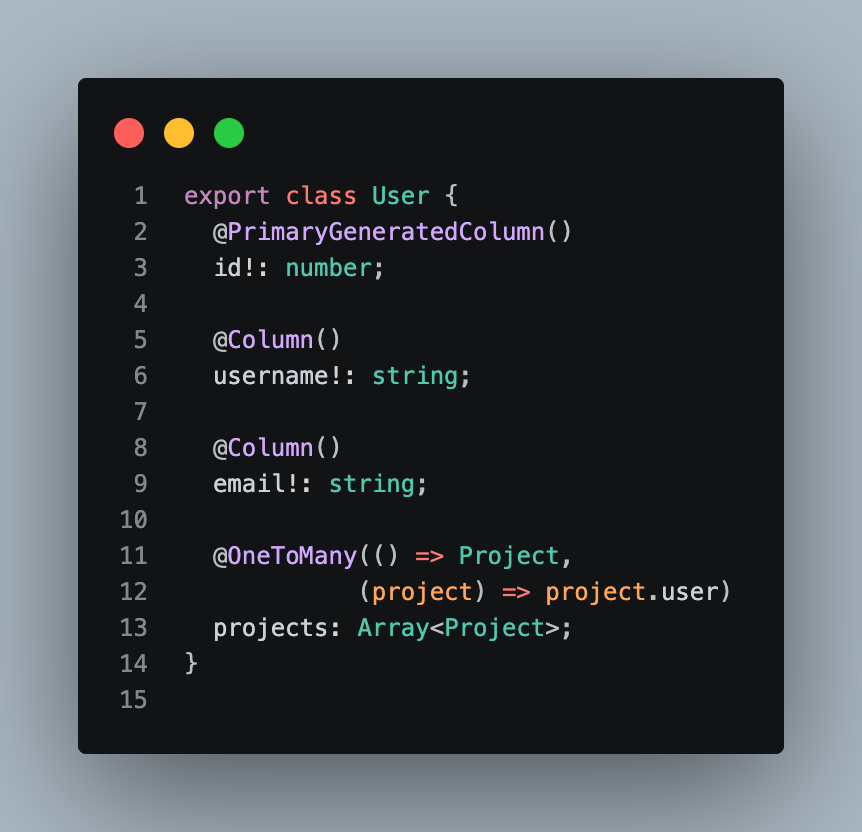 1 export class User {
2   @PrimaryGeneratedColumn()
3   id!: number;
4
5   @Column()
6   username!: string;
7
8   @Column()
9   email!: string;
10
11   @OneToMany(() => Project,
12             (project) => project.user)
13   projects: Array<Project>;
14 }
15